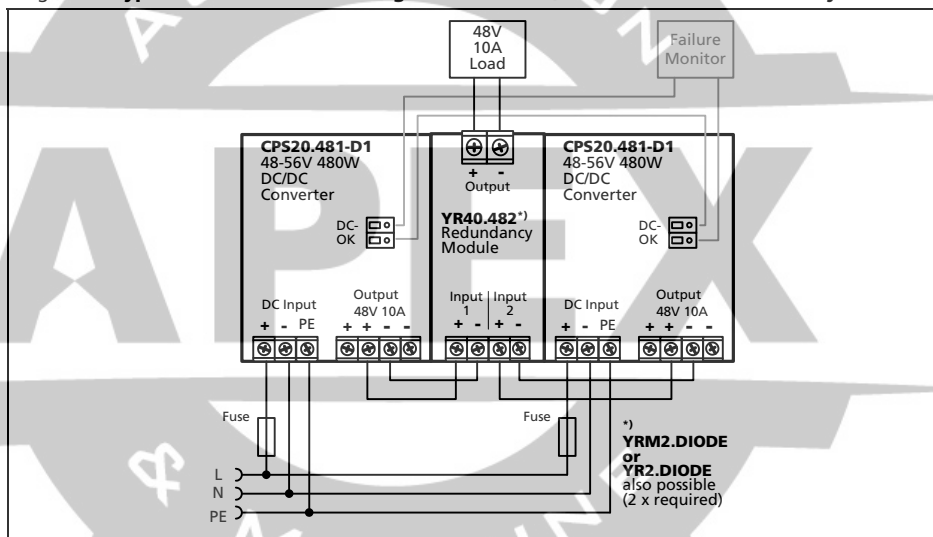 48V
10A
Load
Failure
Monitor
CPS20.481-D1
48-56V 480W
DC/DC
Converter
DC-
OK
DC Input
+ - PE
Output
48V 10A
+ + - -
+ -
Output
YR40.482*)
Redundancy
Module
Input | Input
1 2
+ - + -
CPS20.481-D1
48-56V 480W
DC/DC
Converter
DC-
OK
DC Input
+ - PE
Output
48V 10A
+ + - -
Fuse
Fuse
L
N
PE
*)
YRM2.DIODE
or
YR2.DIODE
also possible
(2 x required)
APEX